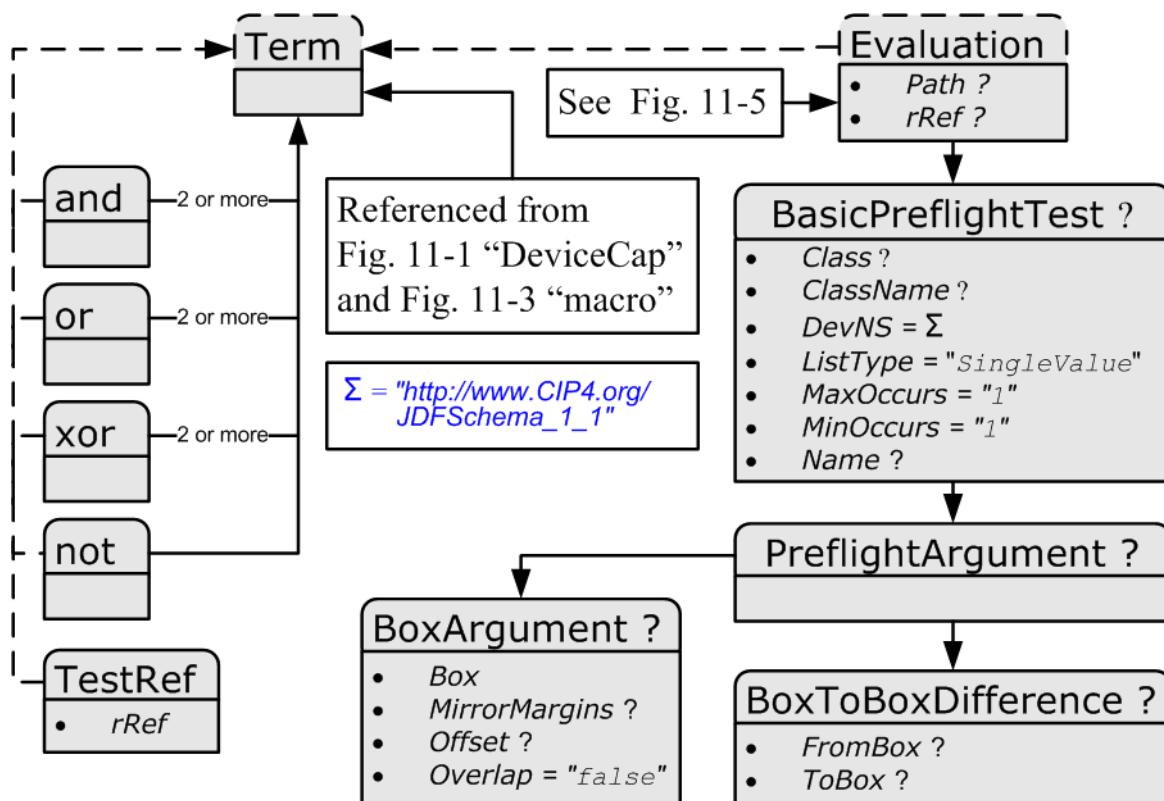 Term
Evaluation
• Path ?
• rRef ?
See Fig. 11-5
and
2 or more
or
2 or more
xor
2 or more
not
TestRef
• rRef
Referenced from
Fig. 11-1 “DeviceCap”
and Fig. 11-3 “macro”
Σ = "http://www.CIP4.org/
JDFSchema_1_1"
BasicPreflightTest ?
• Class ?
• ClassName ?
• DevNS = Σ
• ListType = "SingleValue"
• MaxOccurs = "1"
• MinOccurs = "1"
• Name ?
PreflightArgument ?
BoxArgument ?
• Box
• MirrorMargins ?
• Offset ?
• Overlap = "false"
BoxToBoxDifference ?
• FromBox ?
• ToBox ?